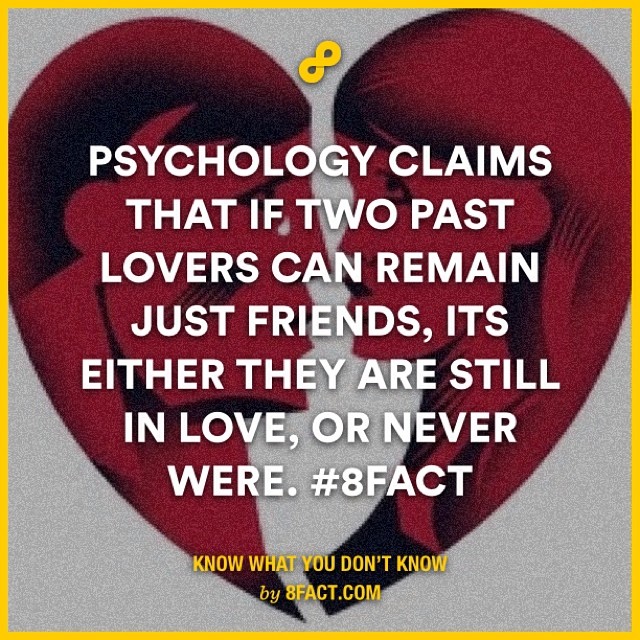 PSYCHOLOGY CLAIMS
THAT IF TWO PAST
LOVERS CAN REMAIN
JUST FRIENDS, ITS
EITHER THEY ARE STILL
IN LOVE, OR NEVER
WERE. #8FACT
KNOW WHAT YOU DON'T KNOW
by 8FACT.COM